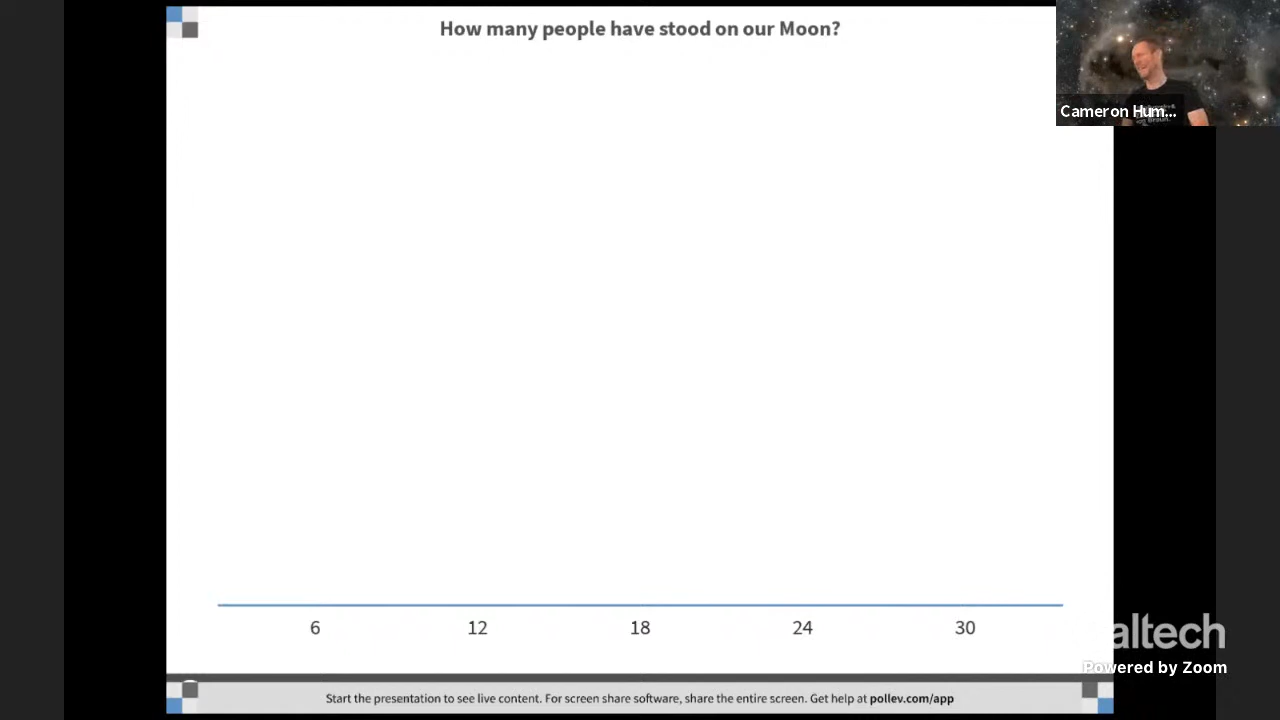 How many people have stood on our Moon?
Cameron Hum...
6 12 18 24 30
altech
Powered by Zoom
Start the presentation to see live content. For screen share software, share the entire screen. Get help at pollev.com/app